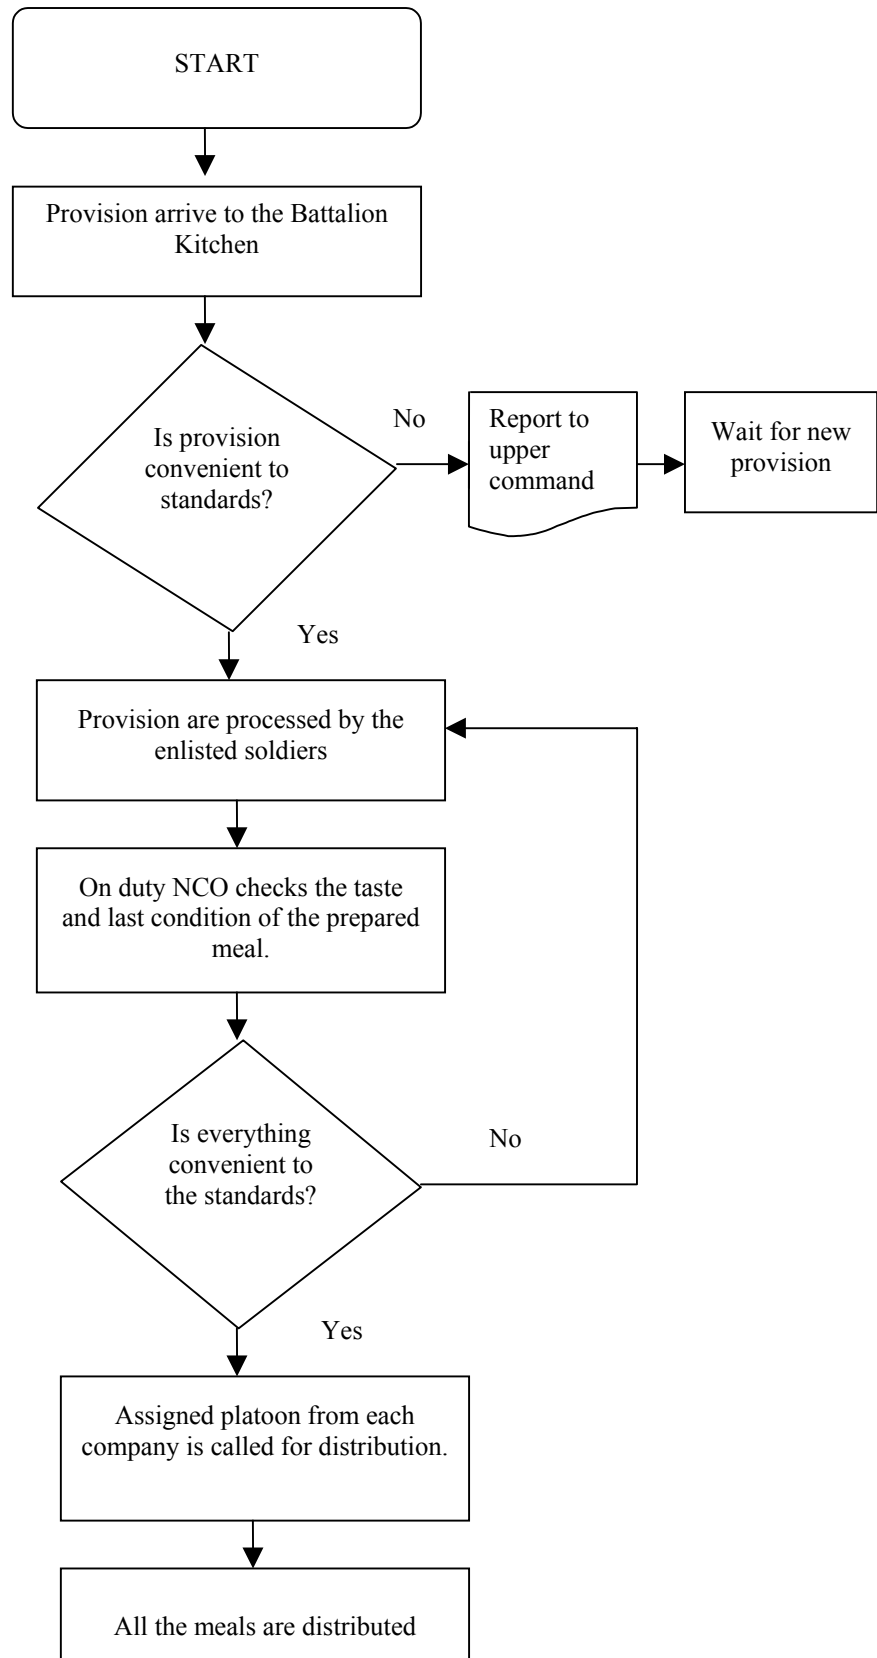 START
Provision arrive to the Battalion
Kitchen
Is provision
convenient to
standards?
No
Report to
upper
command
Wait for new
provision
Yes
Provision are processed by the
enlisted soldiers
On duty NCO checks the taste
and last condition of the prepared
meal.
Is everything
convenient to
the standards?
No
Yes
Assigned platoon from each
company is called for distribution.
All the meals are distributed